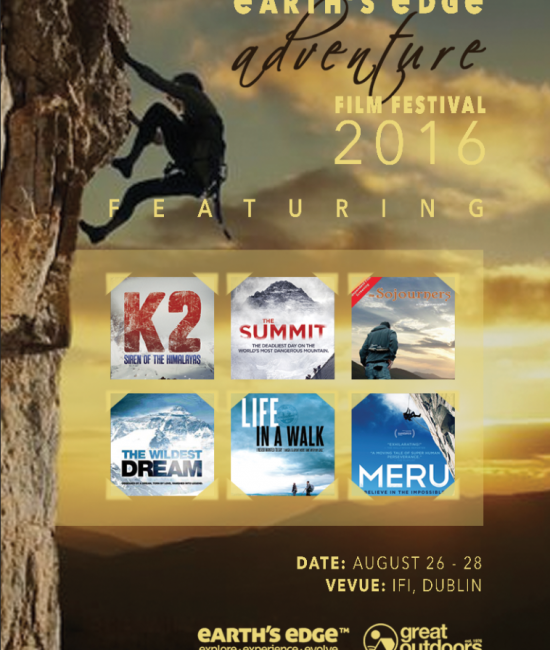 EARTH'S EDGE
adventure
FILM FESTIVAL
2016
FEATURING
K2
SIREN OF THE HIMALAYAS
THE
SUMMIT
THE DEADLIEST DAY ON THE
WORLD'S MOST DANGEROUS MOUNTAIN.
Sojourners
THE WILDEST
DREAM
LIFE
IN A WALK
MERU
BELIEVE IN THE IMPOSSIBLE
DATE: AUGUST 26 - 28
VEVUE: IFI, DUBLIN
EARTH'S EDGE™
explore • experience • evolve
great
outdoors